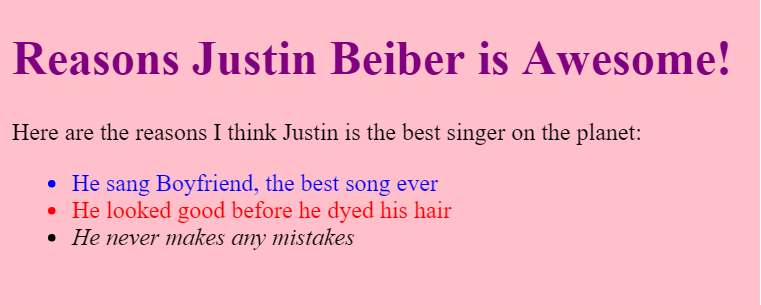 Reasons Justin Beiber is Awesome!
Here are the reasons I think Justin is the best singer on the planet:
• He sang Boyfriend, the best song ever
• He looked good before he dyed his hair
• He never makes any mistakes